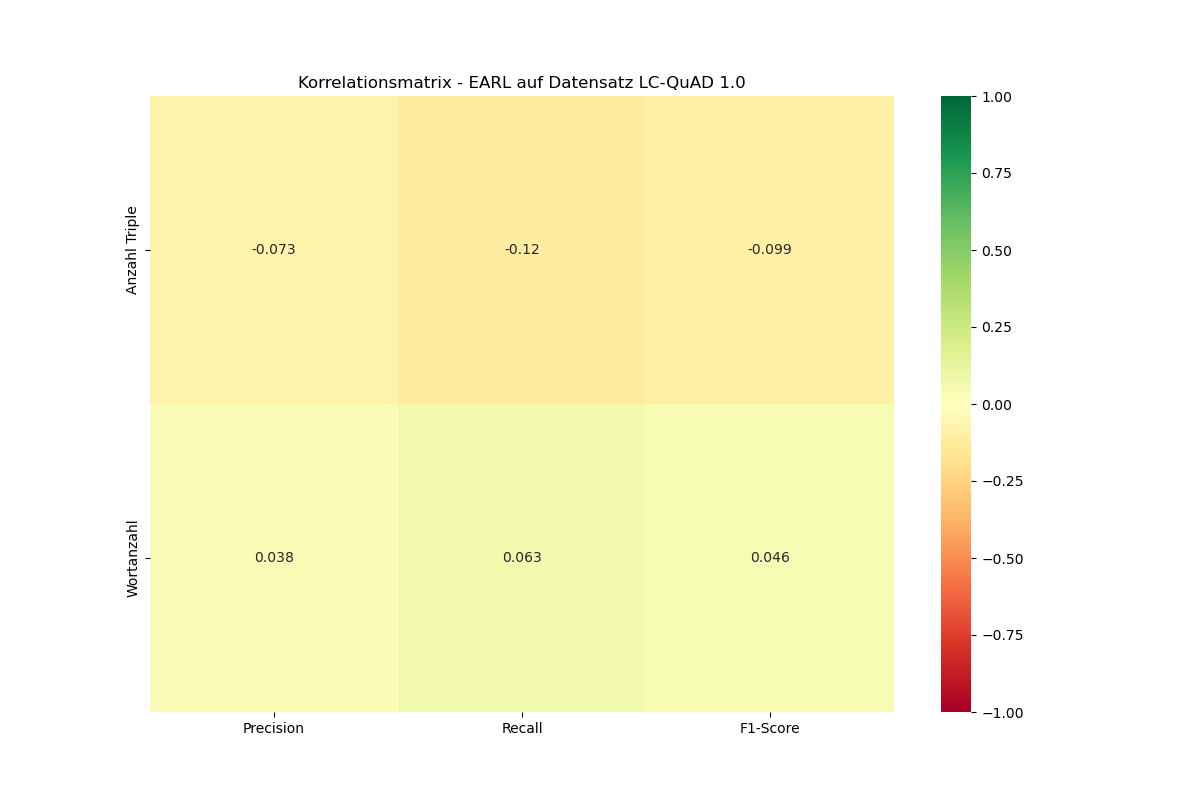 Korrelationsmatrix - EARL auf Datensatz LC-QuAD 1.0
Anzahl Triple
-0.073
-0.12
-0.099
Wortanzahl
0.038
0.063
0.046
Precision
Recall
F1-Score
1.00
0.75
0.50
0.25
0.00
−0.25
−0.50
−0.75
−1.00